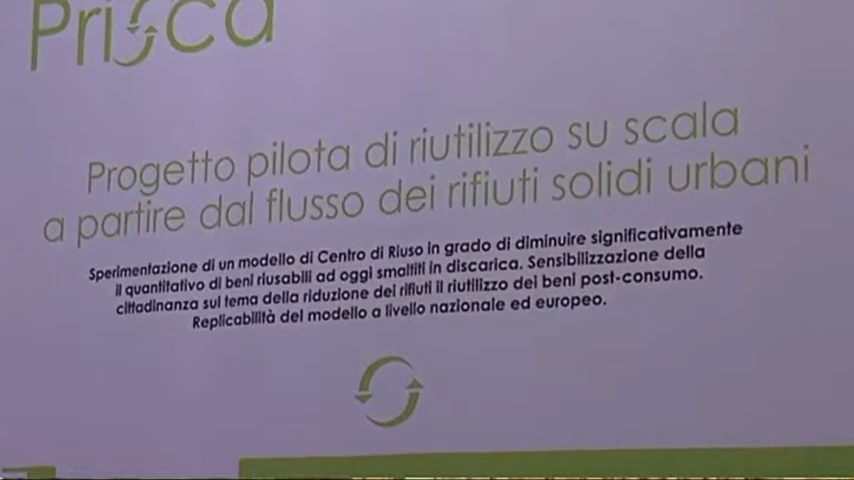 Prisca
Progetto pilota di riutilizzo su scala
a partire dal flusso dei rifiuti solidi urbani
Sperimentazione di un modello di Centro di Riuso in grado di diminuire significativamente
il quantitativo di beni riusabili ad oggi smaltiti in discarica. Sensibilizzazione della
cittadinanza sul tema della riduzione dei rifiuti il riutilizzo dei beni post-consumo.
Replicabilità del modello a livello nazionale ed europeo.